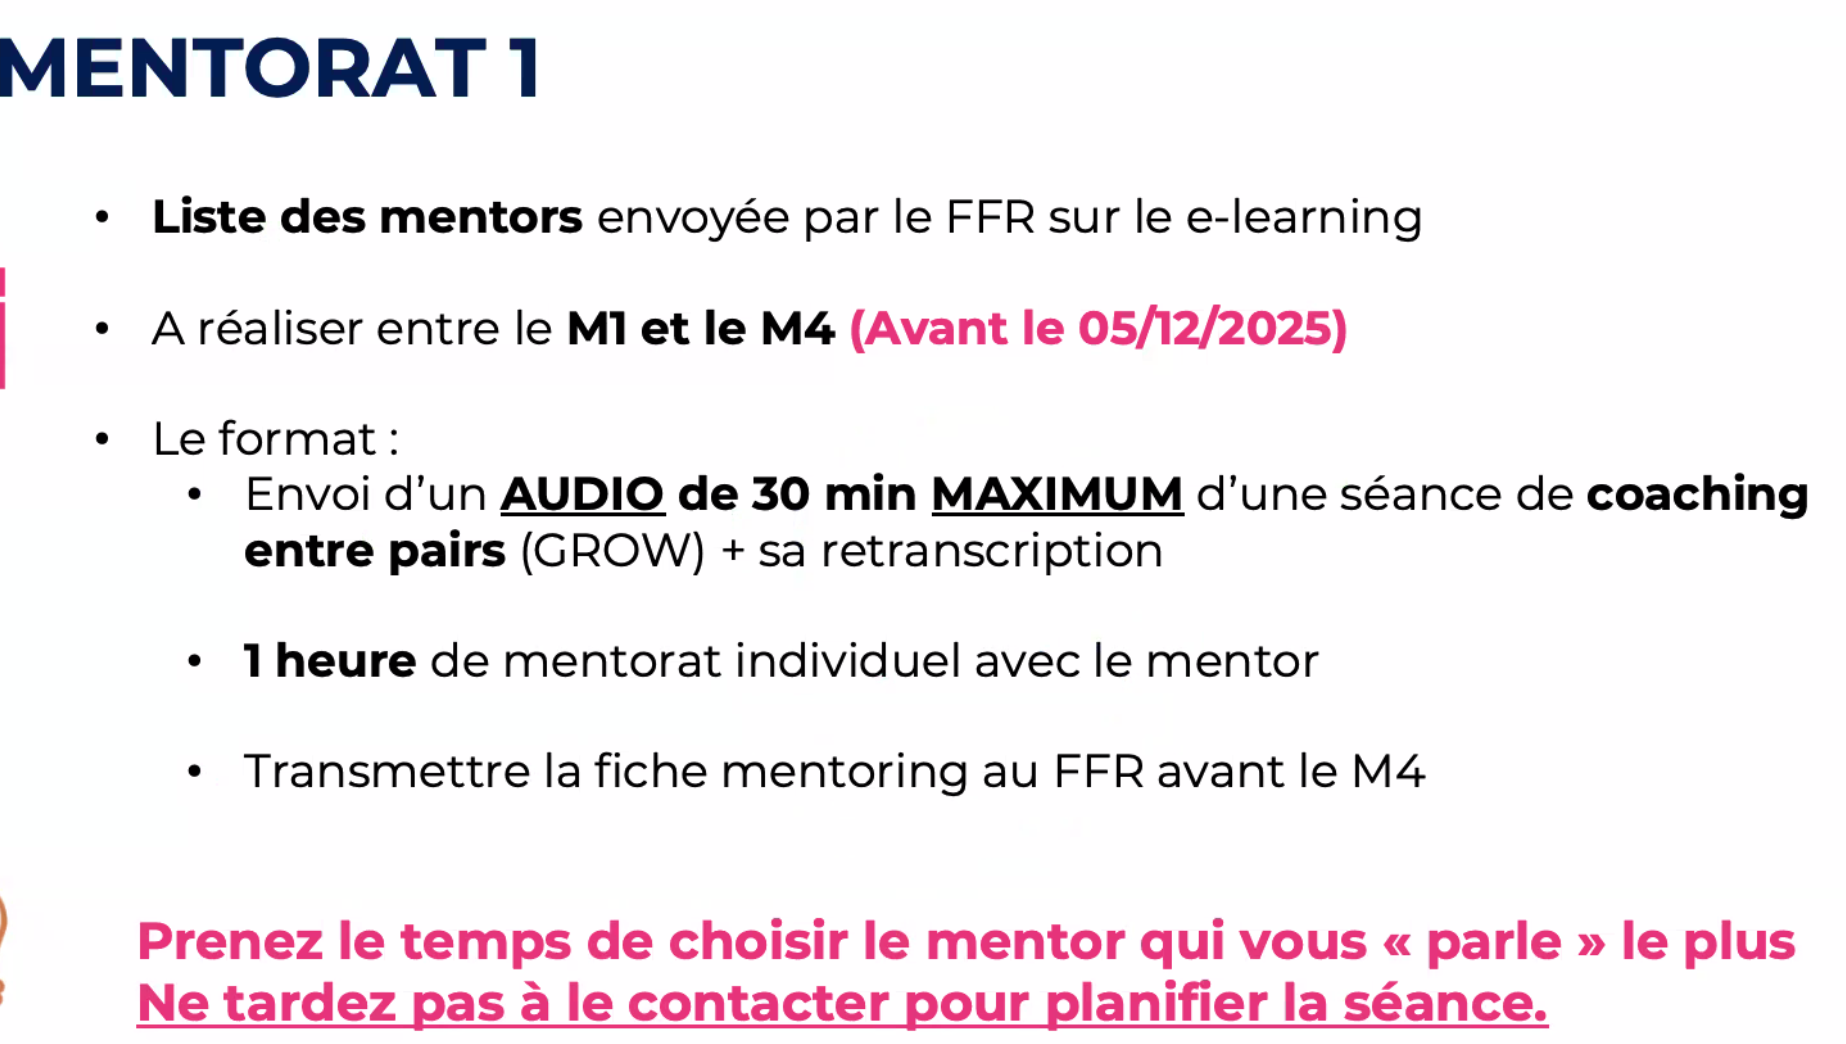 MENTORAT 1
• Liste des mentors envoyée par le FFR sur le e-learning
• A réaliser entre le M1 et le M4 (Avant le 05/12/2025)
• Le format :
• Envoi d’un AUDIO de 30 min MAXIMUM d’une séance de coaching
entre pairs (GROW) + sa retranscription
• 1 heure de mentorat individuel avec le mentor
• Transmettre la fiche mentoring au FFR avant le M4
Prenez le temps de choisir le mentor qui vous « parle » le plus
Ne tardez pas à le contacter pour planifier la séance.